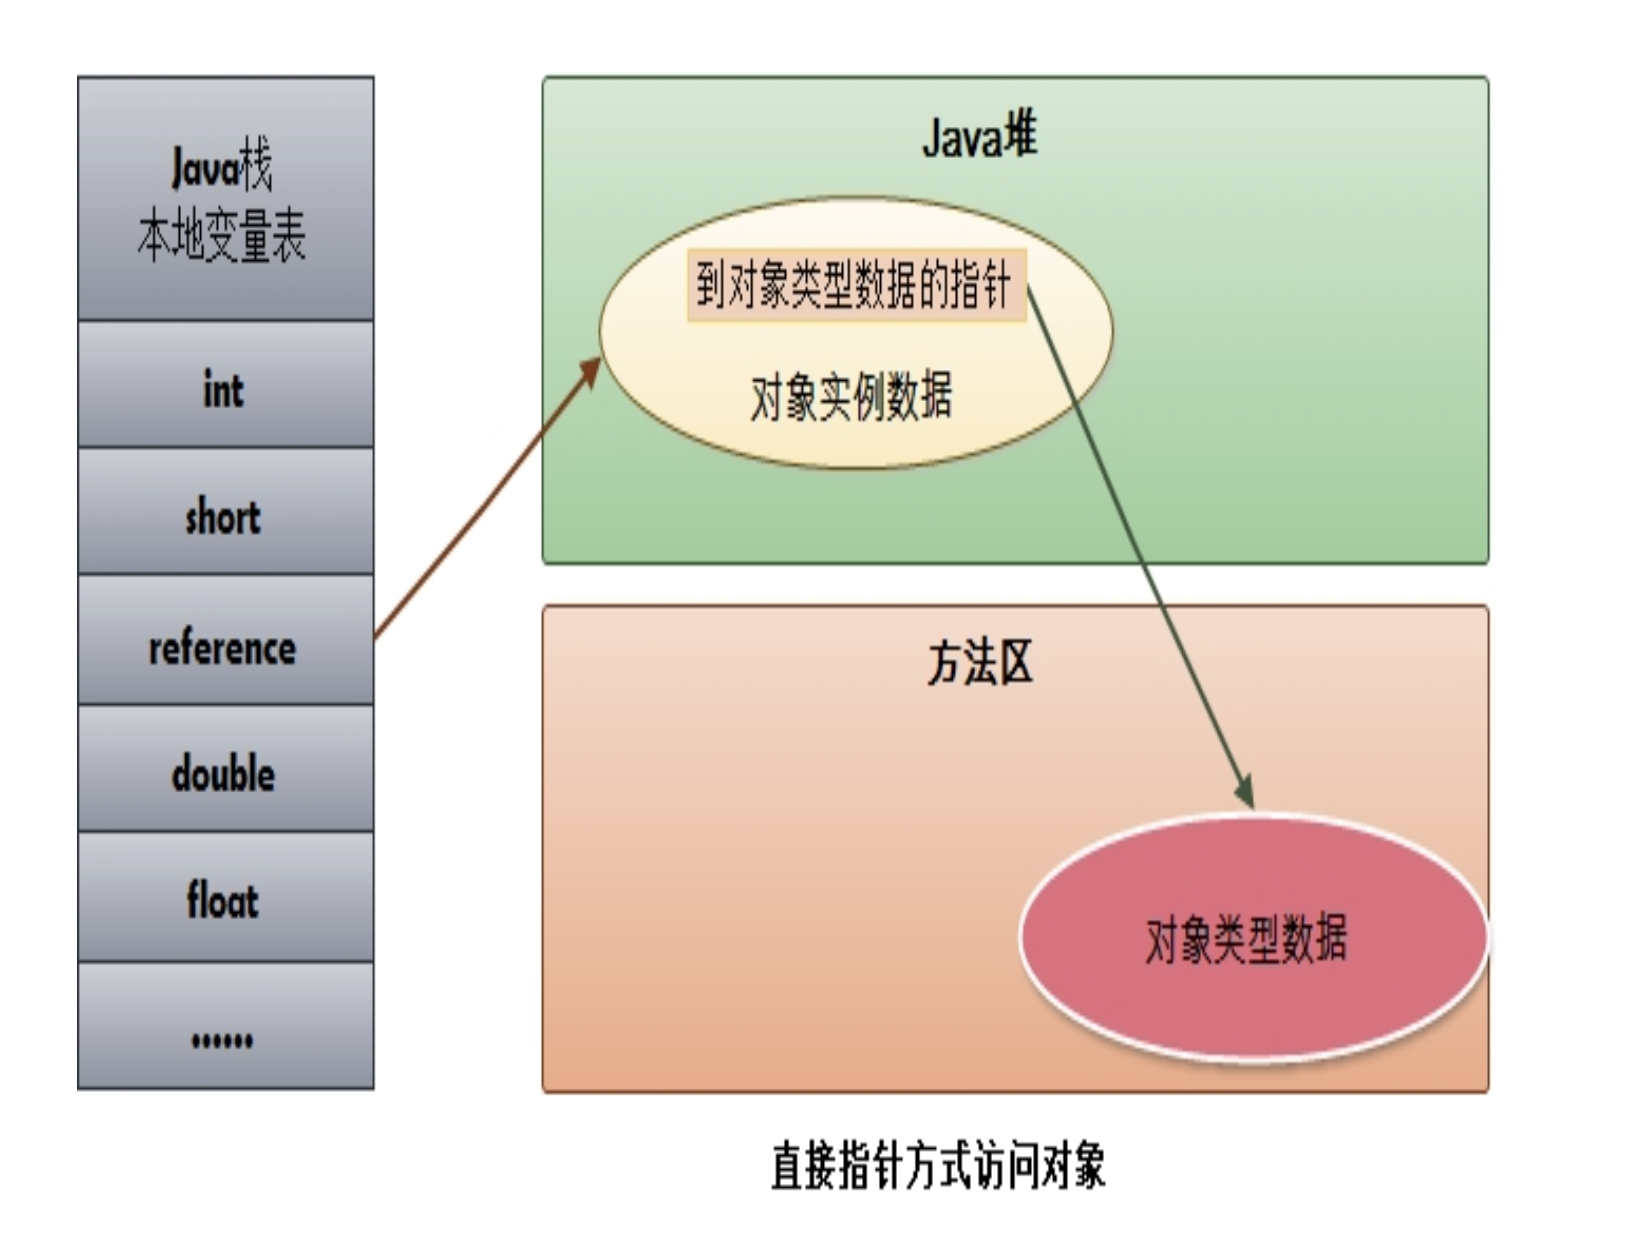 Java栈
本地变量表
int
short
reference
double
float
......
Java堆
到对象类型数据的指针
对象实例数据
方法区
对象类型数据
直接指针方式访问对象